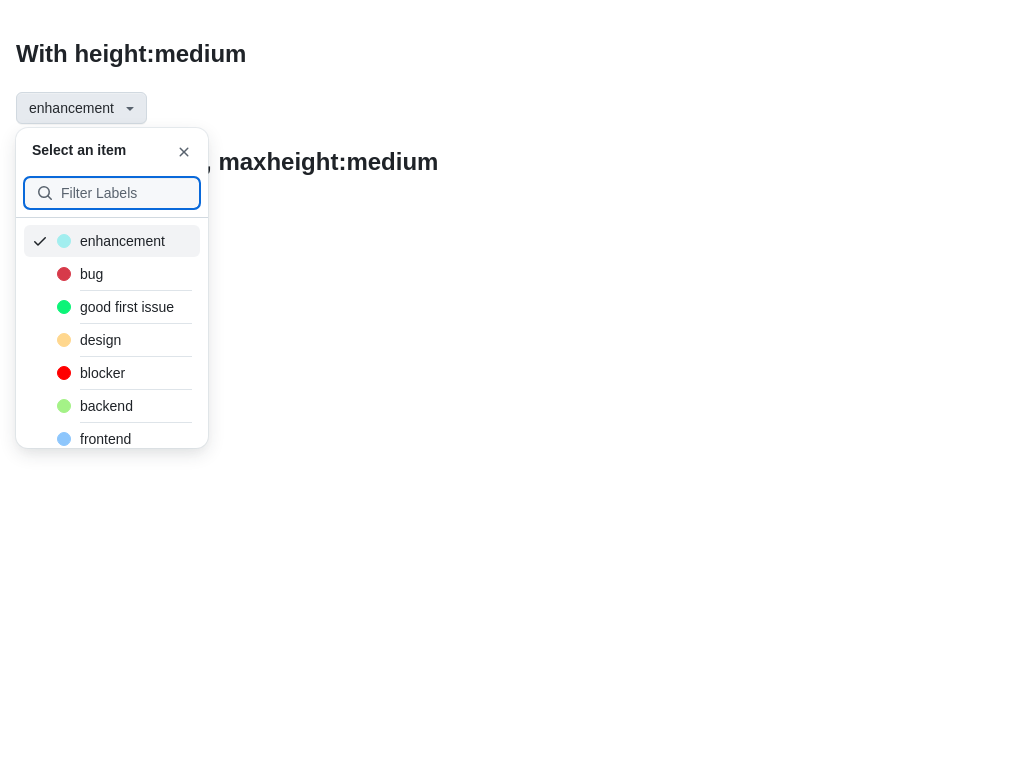 With height:medium
enhancement
Select an item
, maxheight:medium
Filter Labels
enhancement
bug
good first issue
design
blocker
backend
frontend